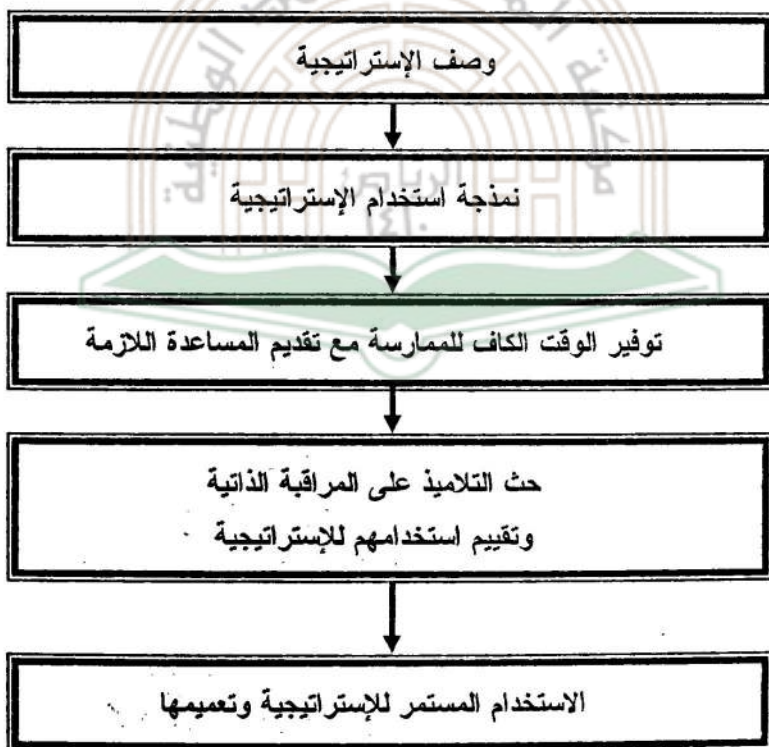 وصف الإستراتيجية
نمذجة استخدام الإستراتيجية
توفير الوقت الكاف للممارسة مع تقديم المساعدة اللازمة
حث التلاميذ على المراقبة الذاتية
وتقييم استخدامهم للإستراتيجية
الاستخدام المستمر للإستراتيجية وتعميمها